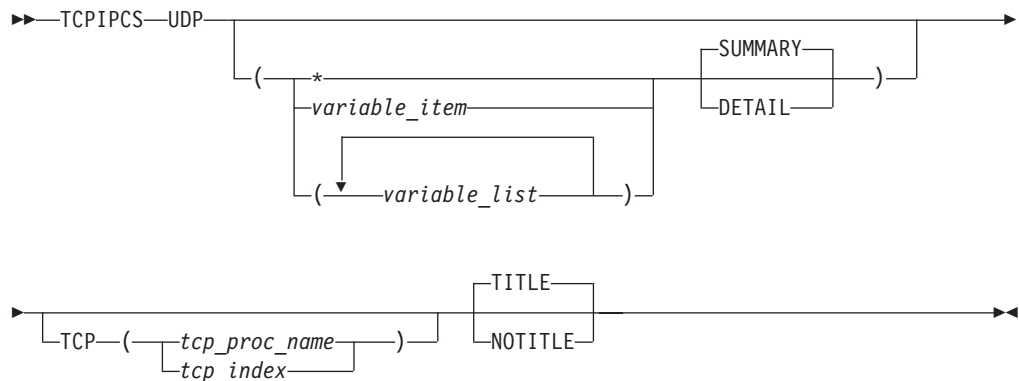 TCPIPCS UDP
SUMMARY
( * )
variable_item DETAIL
( variable_list )
TITLE
TCP ( tcp_proc_name ) NOTITLE
tcp_index